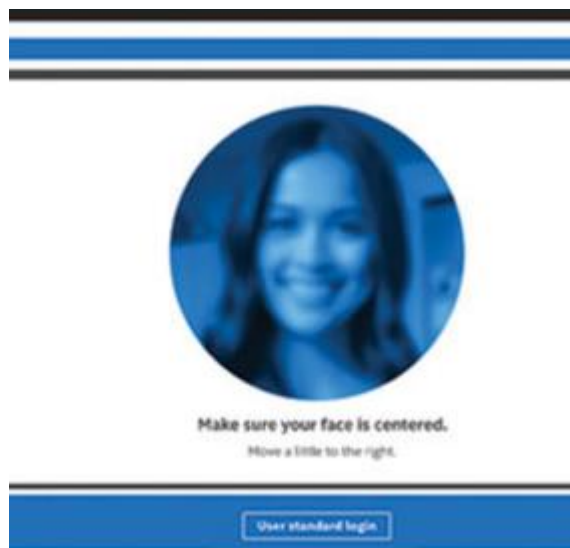 Make sure your face is centered.
Move a little to the right.
User standard login